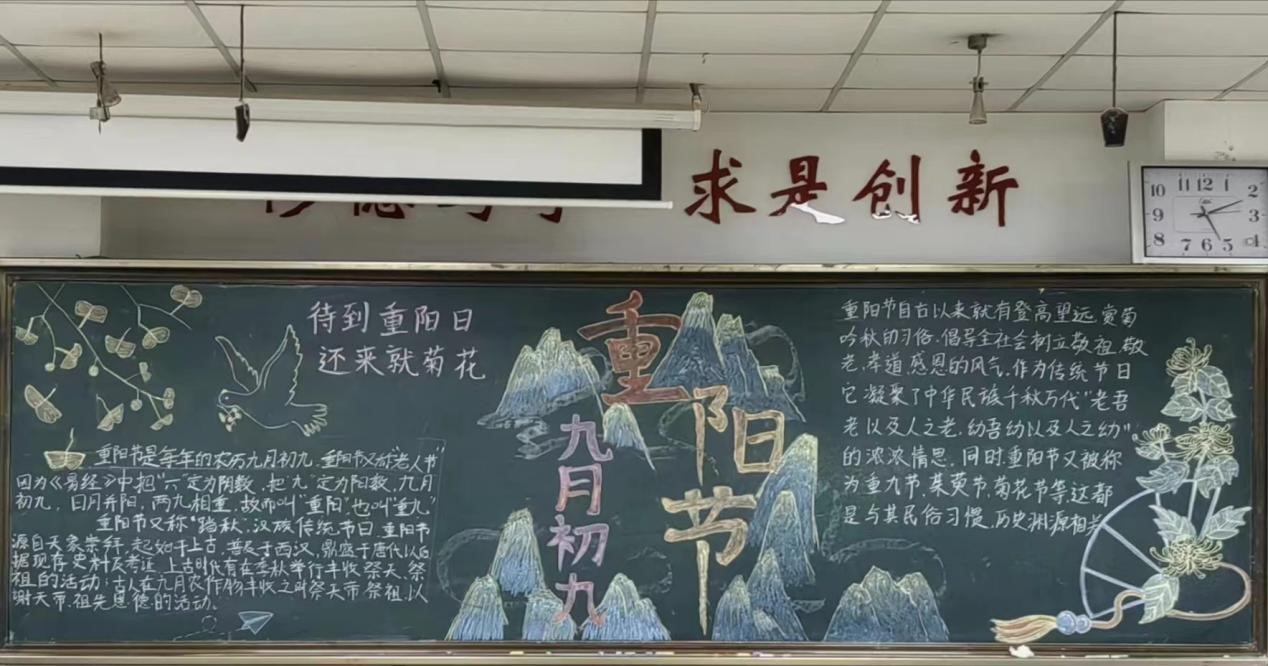 求是创新
10 11 12 1 2
9 3
8 7 6 5 4
待到重阳日
还来就菊花
重阳节
九月初九
重阳节是每年的农历九月初九，重阳节又称“老人节”
因为《易经》中把“六”定为阴数，把“九”定为阳数，九月
初九，日月并阳，两九相重，故而叫“重阳”，也叫“重九”
重阳节又称“踏秋”，汉族传统节日，重阳节
源自天象崇拜，起始于上古，普及于西汉，鼎盛于唐代以后
据现存史料及考证，上古时代有在季秋举行丰收祭天、祭
祖的活动；古人在九月农作物丰收之时祭天帝、祭祖，以
谢天帝、祖先恩德的活动。
重阳节自古以来就有登高望远，赏菊
吟秋的习俗，倡导全社会树立敬祖，敬
老，孝道，感恩的风气，作为传统节日
它凝聚了中华民族千秋万代“老吾
老以及人之老，幼吾幼以及人之幼”
的浓浓情思，同时，重阳节又被称
为重九节，茱萸节，菊花节等，这都
是与其民俗习惯，历史渊源相关